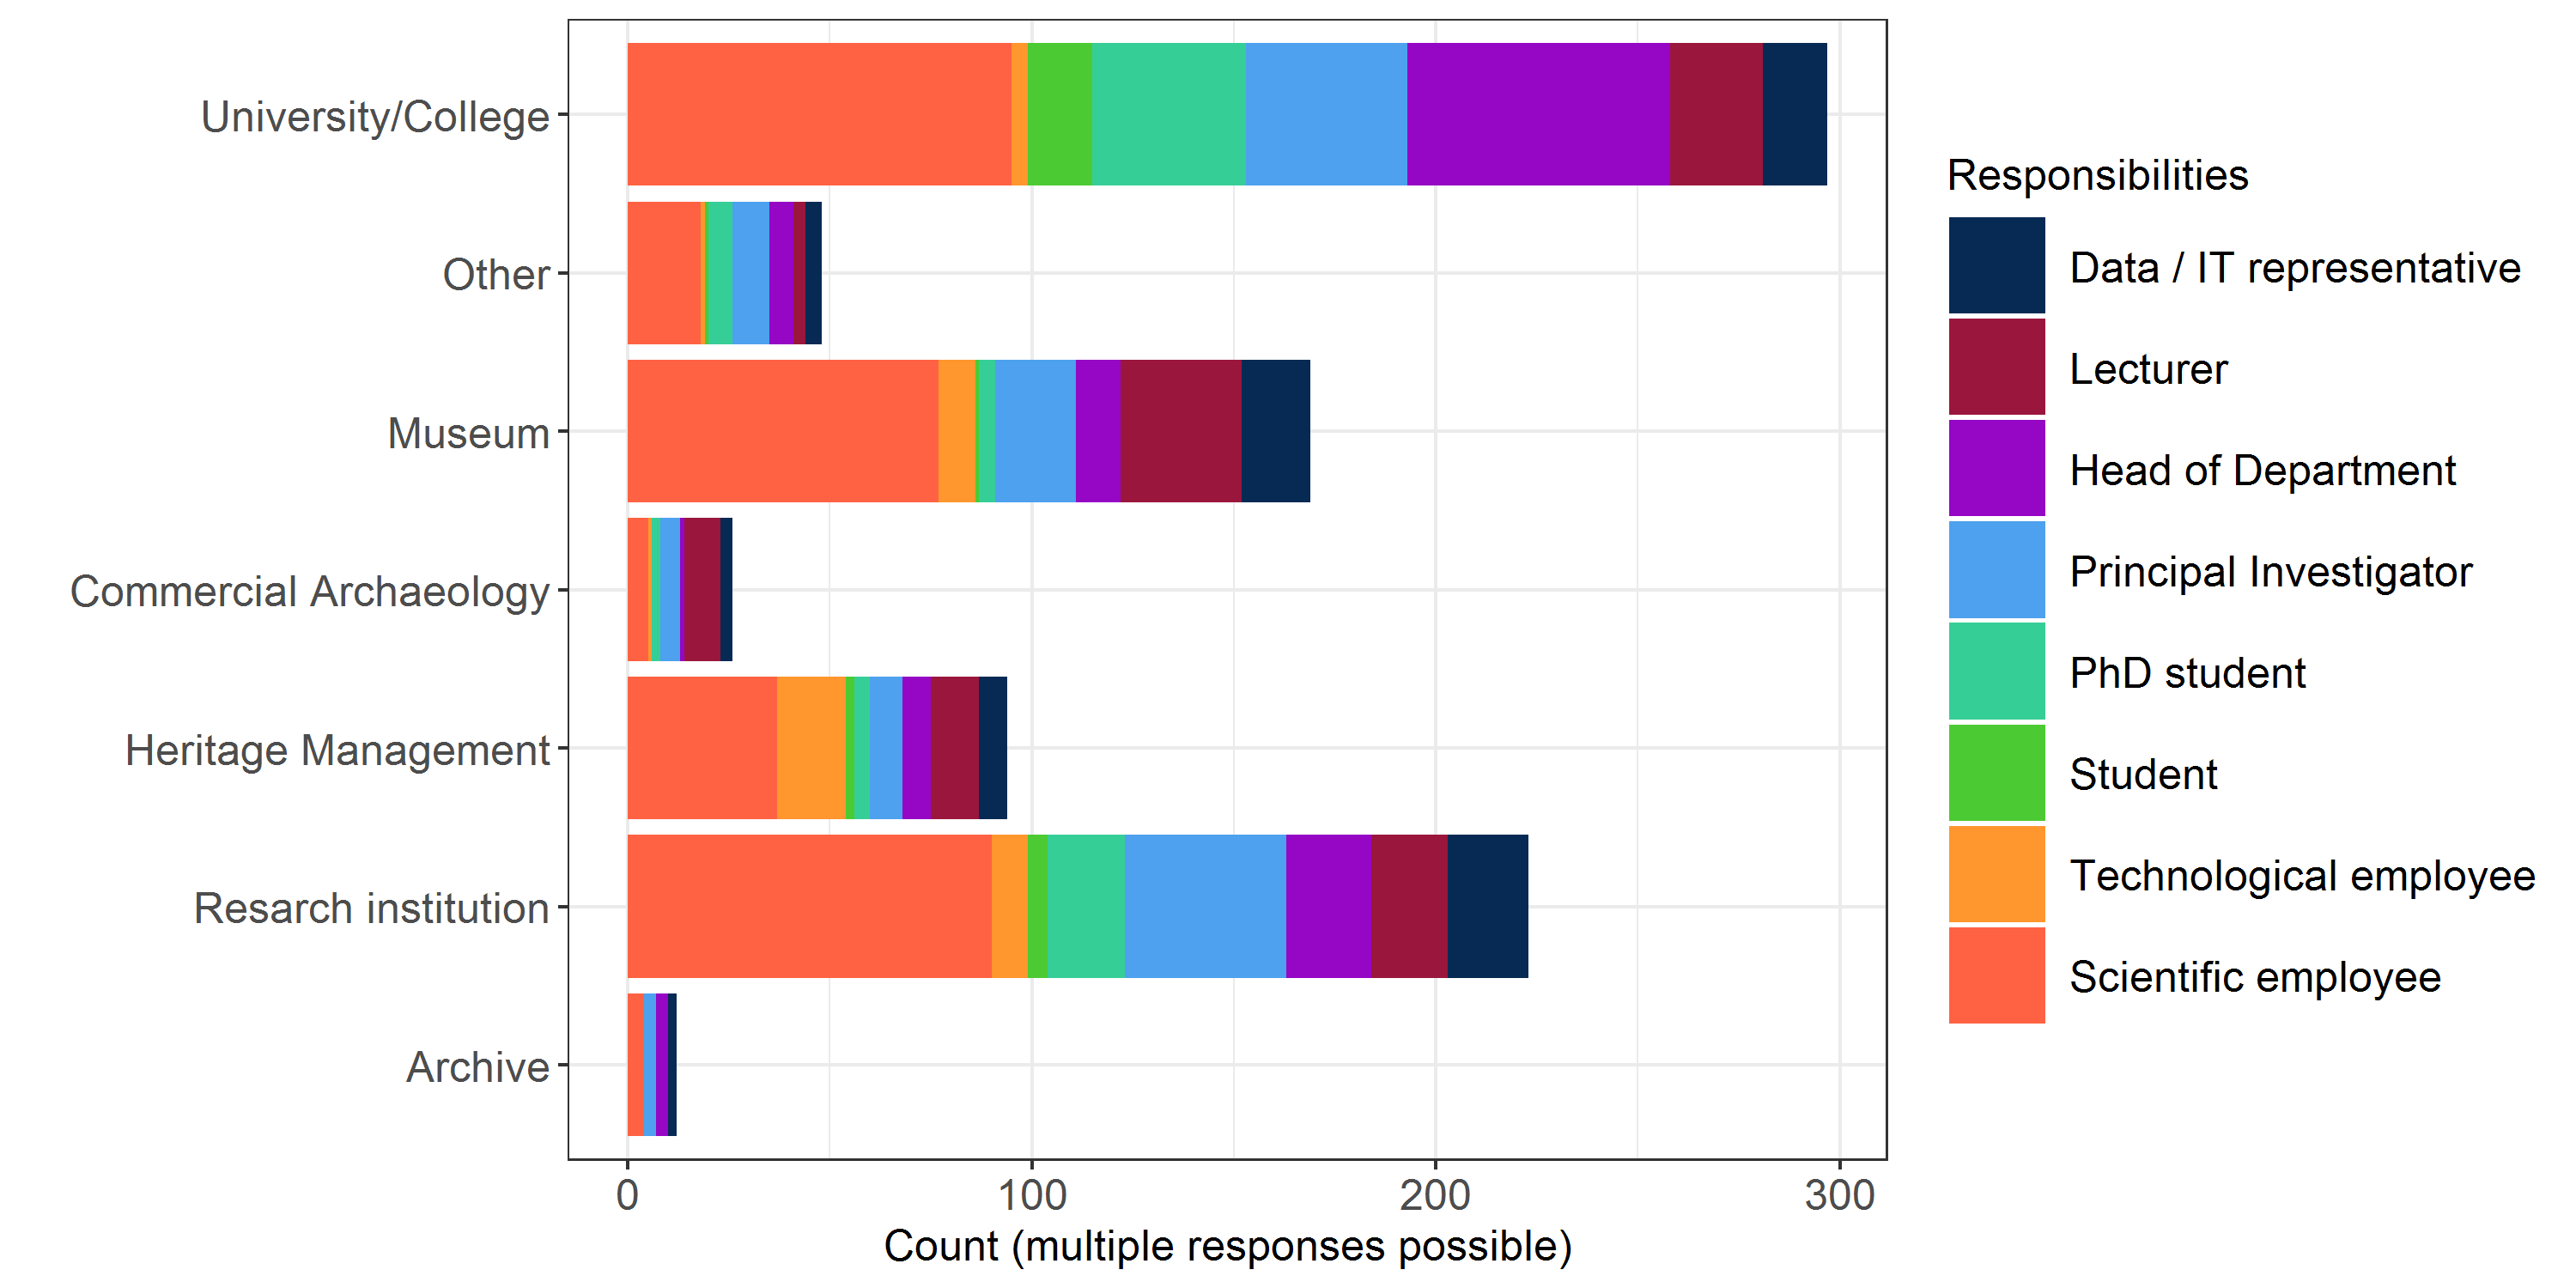 University/College
Other
Museum
Commercial Archaeology
Heritage Management
Resarch institution
Archive
0 100 200 300
Count (multiple responses possible)
Responsibilities
Data / IT representative
Lecturer
Head of Department
Principal Investigator
PhD student
Student
Technological employee
Scientific employee